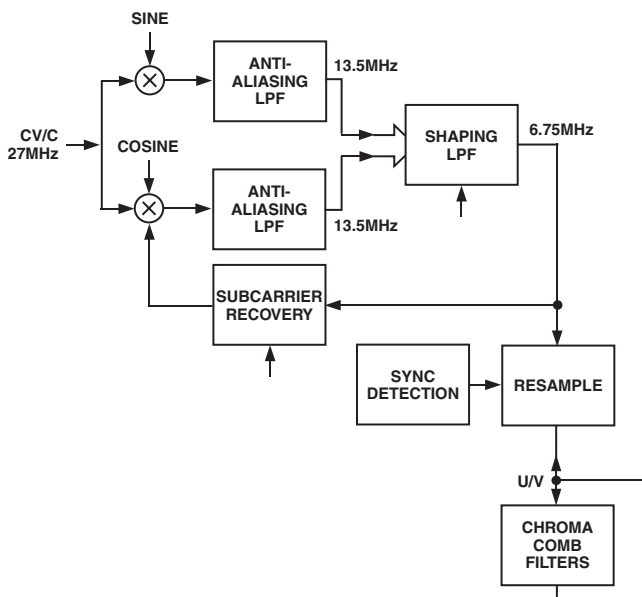 SINE
ANTI-
ALIASING
LPF
13.5MHz
CV/C
27MHz
COSINE
SHAPING
LPF
6.75MHz
ANTI-
ALIASING
LPF
13.5MHz
SUBCARRIER
RECOVERY
SYNC
DETECTION
RESAMPLE
U/V
CHROMA
COMB
FILTERS